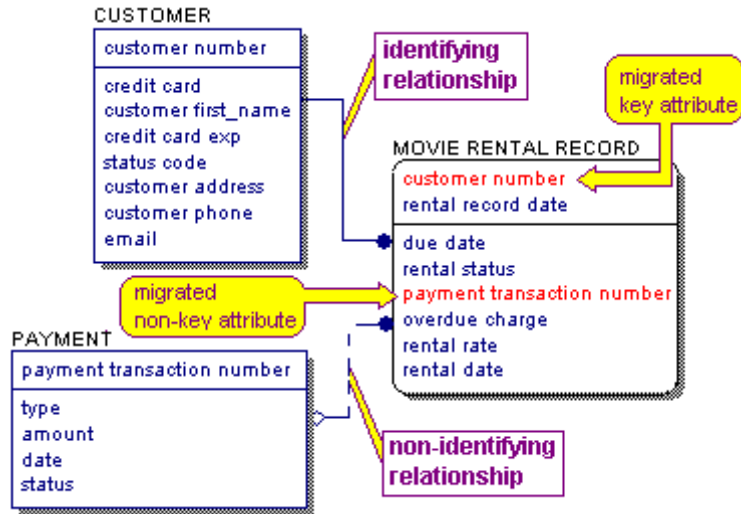 CUSTOMER
customer number
credit card
customer first_name
credit card exp
status code
customer address
customer phone
email
identifying
relationship
migrated
key attribute
MOVIE RENTAL RECORD
customer number
rental record date
due date
rental status
payment transaction number
overdue charge
rental rate
rental date
migrated
non-key attribute
PAYMENT
payment transaction number
type
amount
date
status
non-identifying
relationship